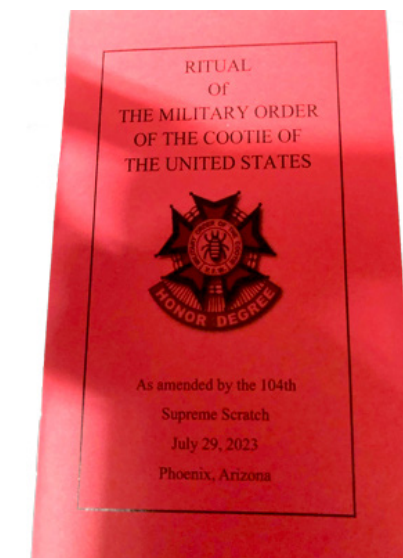 RITUAL
Of
THE MILITARY ORDER
OF THE COOTIE OF
THE UNITED STATES
HONOR DEGREE
As amended by the 104th
Supreme Scratch
July 29, 2023
Phoenix, Arizona